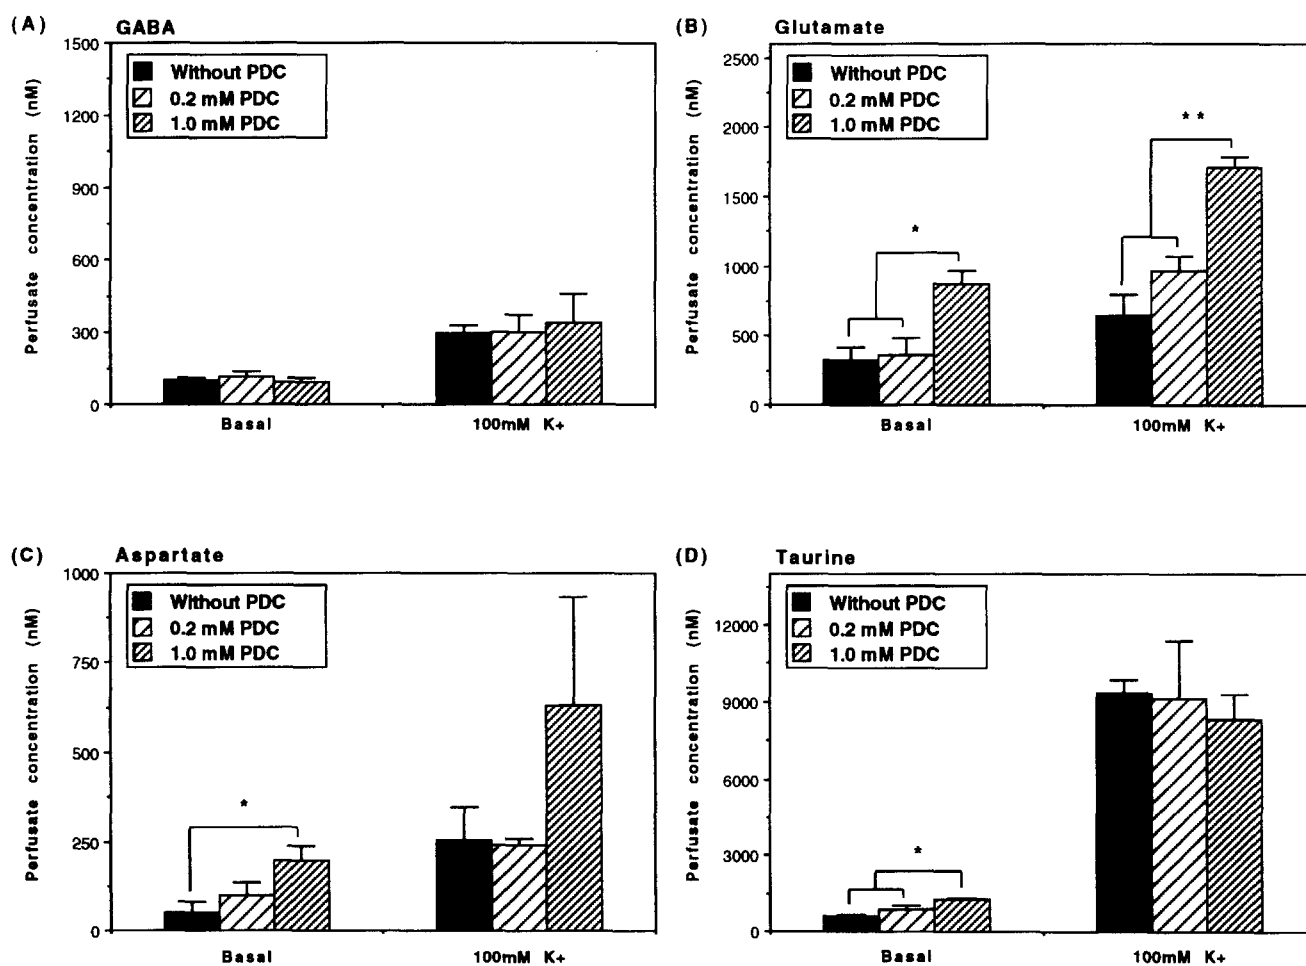 (A) GABA
Perfusate concentration (nM)
1500
1200
900
600
300
0
Without PDC
0.2 mM PDC
1.0 mM PDC
Basal
100mM K+
(B) Glutamate
Perfusate concentration (nM)
2500
2000
1500
1000
500
0
Without PDC
0.2 mM PDC
1.0 mM PDC
*
**
Basal
100mM K+
(C) Aspartate
Perfusate concentration (nM)
1000
750
500
250
0
Without PDC
0.2 mM PDC
1.0 mM PDC
*
Basal
100mM K+
(D) Taurine
Perfusate concentration (nM)
12000
9000
6000
3000
0
Without PDC
0.2 mM PDC
1.0 mM PDC
*
Basal
100mM K+